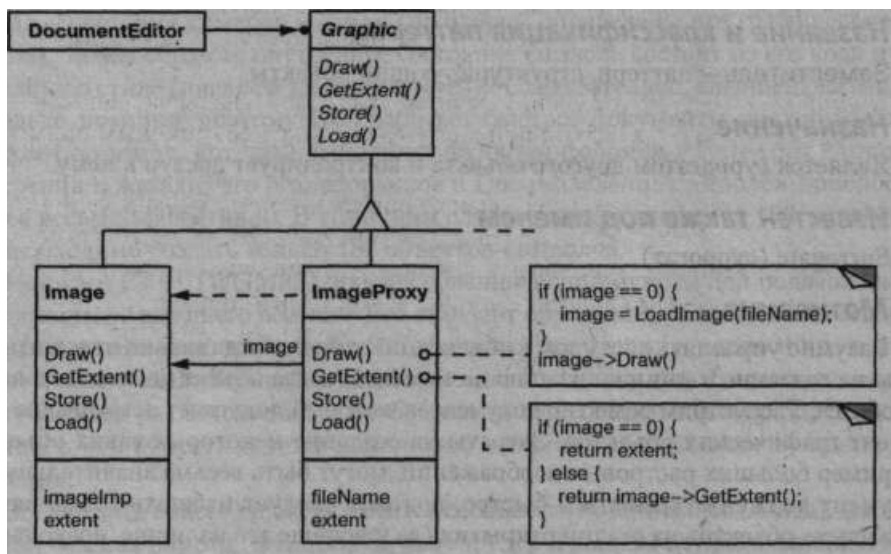 DocumentEditor
Graphic
Draw()
GetExtent()
Store()
Load()
Image
Draw()
GetExtent()
Store()
Load()
imageImp
extent
image
ImageProxy
Draw()
GetExtent()
Store()
Load()
fileName
extent
if (image == 0) {
image = LoadImage(fileName);
}
image->Draw()
if (image == 0) {
return extent;
} else {
return image->GetExtent();
}